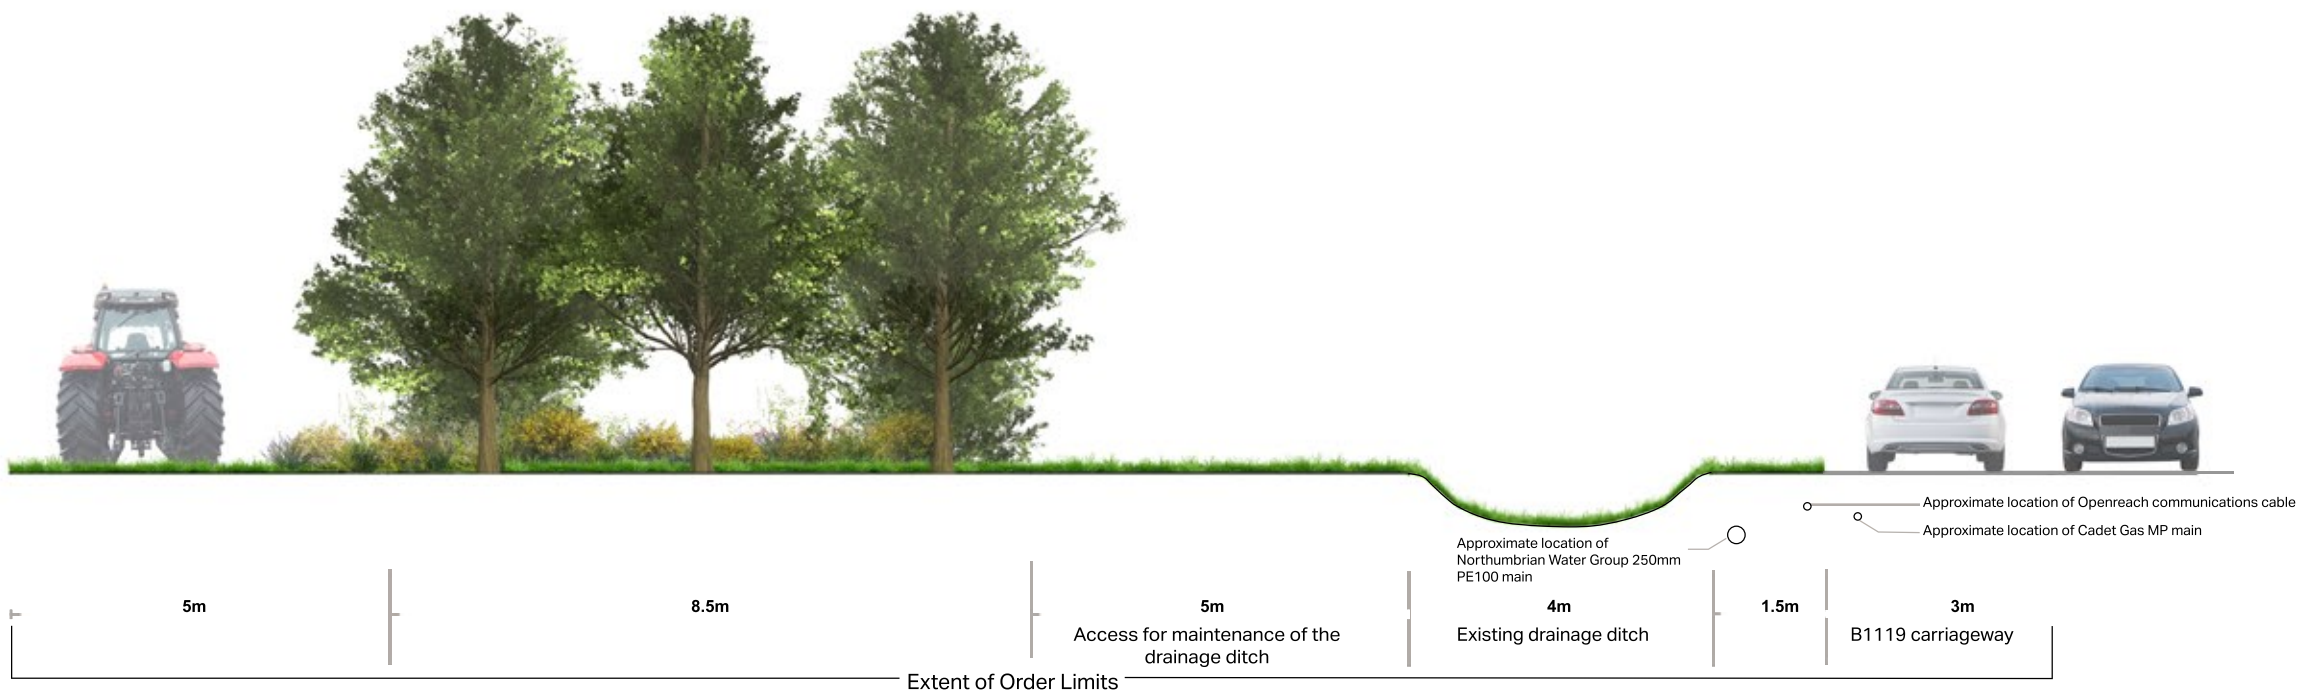 Approximate location of Openreach communications cable
Approximate location of Cadet Gas MP main
Approximate location of
Northumbrian Water Group 250mm
PE100 main
5m
8.5m
5m
4m
1.5m
3m
Access for maintenance of the
drainage ditch
Existing drainage ditch
B1119 carriageway
Extent of Order Limits